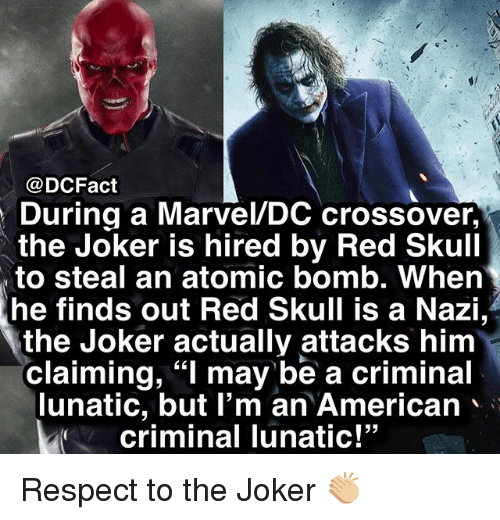 @DCFact
During a Marvel/DC crossover,
the Joker is hired by Red Skull
to steal an atomic bomb. When
he finds out Red Skull is a Nazi,
the Joker actually attacks him
claiming, “I may be a criminal
lunatic, but I’m an American
criminal lunatic!”
Respect to the Joker 👏🏼